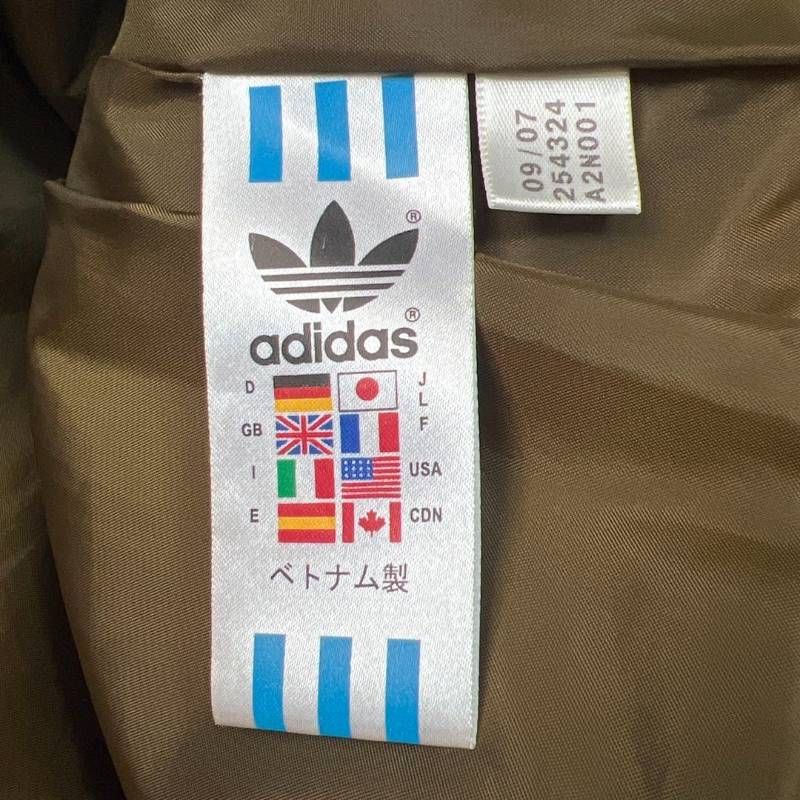 09/07
254324
A2N001
®
adidas®
D J
L
GB F
I USA
E CDN
ベトナム製